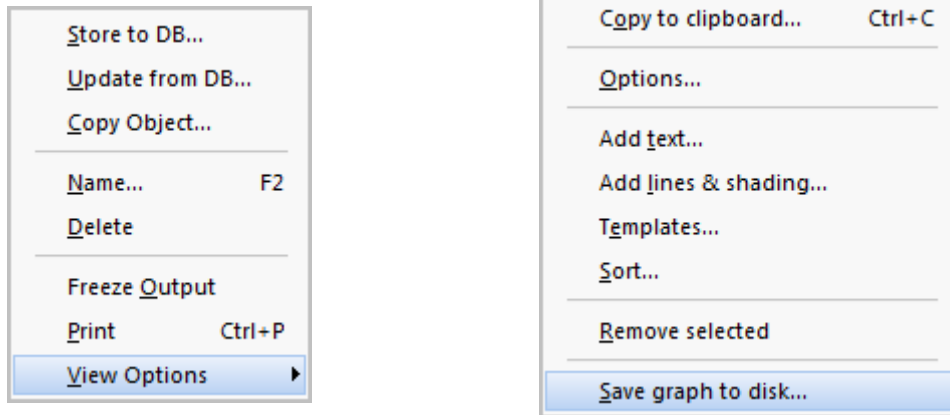 Store to DB...
Update from DB...
Copy Object...
Name... F2
Delete
Freeze Output
Print Ctrl+P
View Options
Copy to clipboard... Ctrl+C
Options...
Add text...
Add lines & shading...
Templates...
Sort...
Remove selected
Save graph to disk...